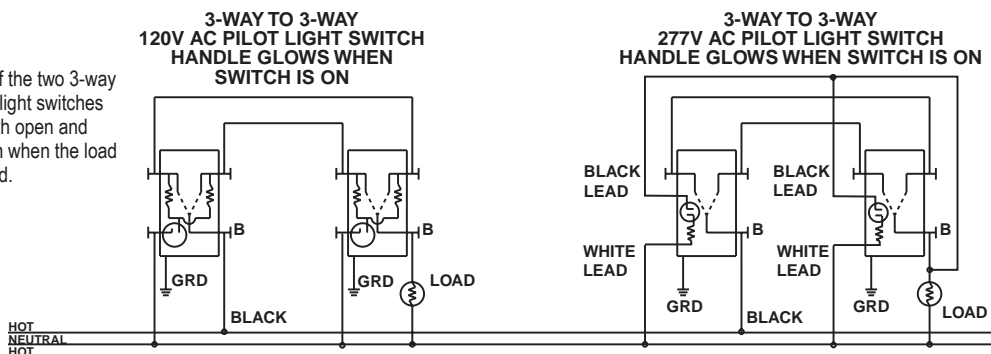 3-WAY TO 3-WAY
120V AC PILOT LIGHT SWITCH
HANDLE GLOWS WHEN
SWITCH IS ON
f the two 3-way
light switches
h open and
n when the load
d.
B
B
GRD
GRD
LOAD
BLACK
3-WAY TO 3-WAY
277V AC PILOT LIGHT SWITCH
HANDLE GLOWS WHEN SWITCH IS ON
BLACK
LEAD
BLACK
LEAD
B
B
WHITE
LEAD
WHITE
LEAD
GRD
GRD
LOAD
BLACK
HOT
NEUTRAL
HOT